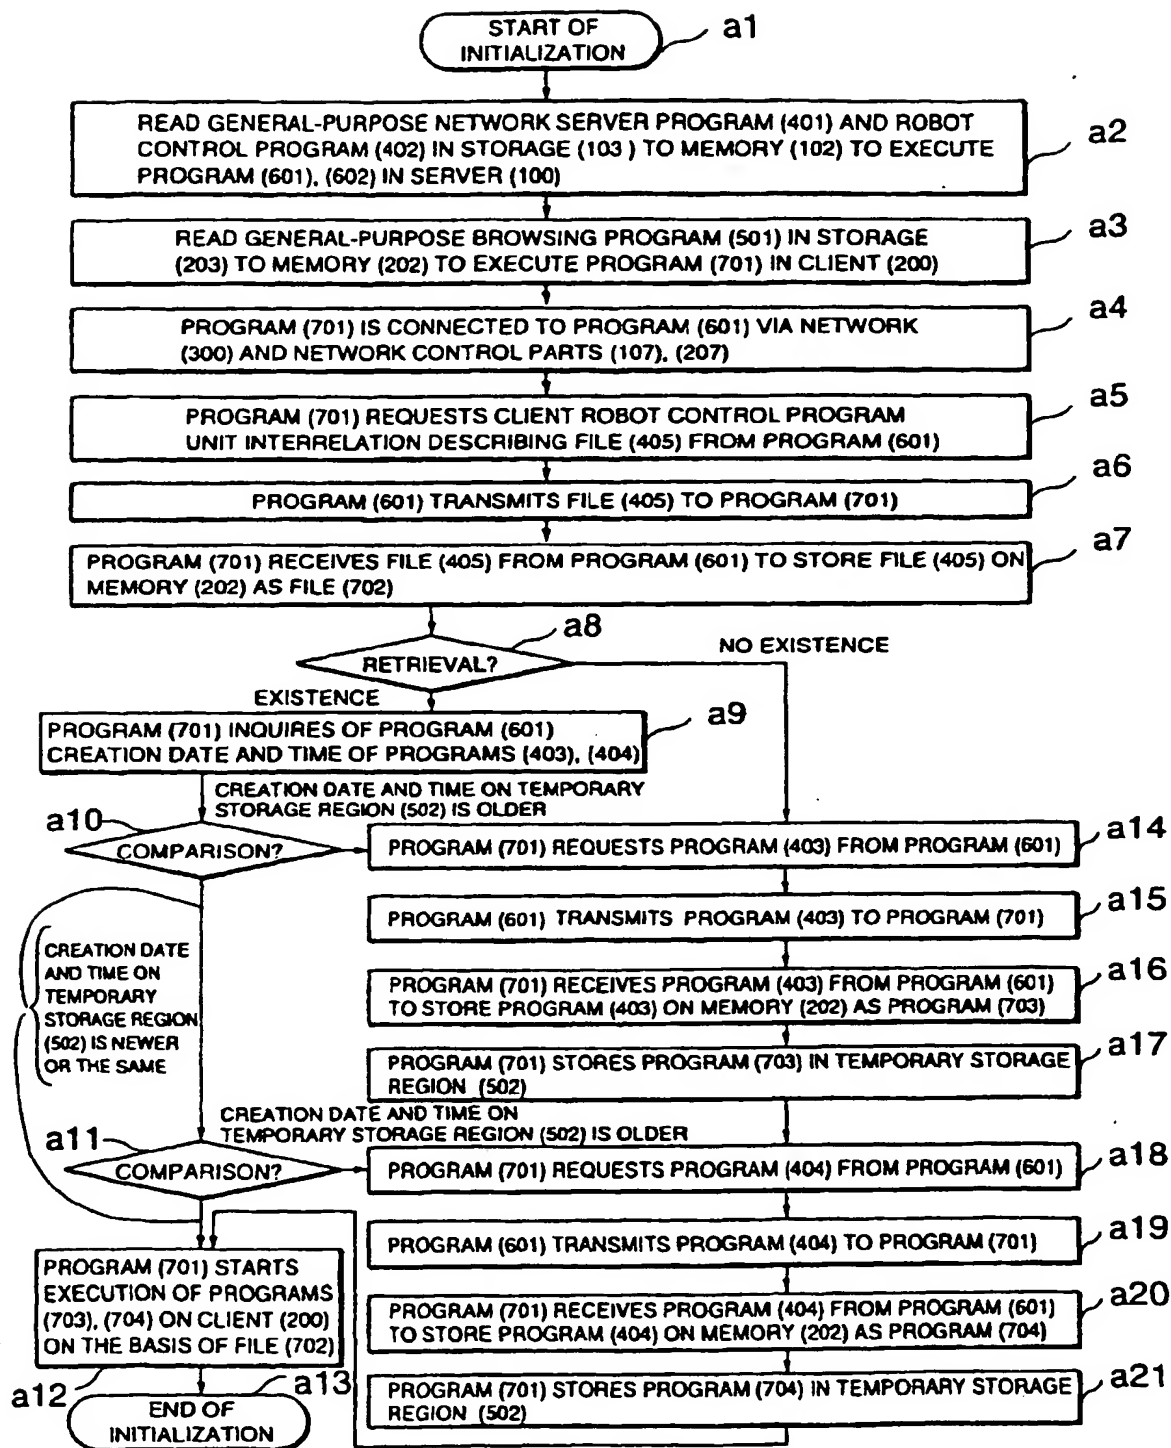 START OF
INITIALIZATION
a1
READ GENERAL-PURPOSE NETWORK SERVER PROGRAM (401) AND ROBOT
CONTROL PROGRAM (402) IN STORAGE (103 ) TO MEMORY (102) TO EXECUTE
PROGRAM (601), (602) IN SERVER (100)
a2
READ GENERAL-PURPOSE BROWSING PROGRAM (501) IN STORAGE
(203) TO MEMORY (202) TO EXECUTE PROGRAM (701) IN CLIENT (200)
a3
PROGRAM (701) IS CONNECTED TO PROGRAM (601) VIA NETWORK
(300) AND NETWORK CONTROL PARTS (107), (207)
a4
PROGRAM (701) REQUESTS CLIENT ROBOT CONTROL PROGRAM
UNIT INTERRELATION DESCRIBING FILE (405) FROM PROGRAM (601)
a5
PROGRAM (601) TRANSMITS FILE (405) TO PROGRAM (701)
a6
PROGRAM (701) RECEIVES FILE (405) FROM PROGRAM (601) TO STORE FILE (405) ON
MEMORY (202) AS FILE (702)
a7
RETRIEVAL?
a8
NO EXISTENCE
EXISTENCE
PROGRAM (701) INQUIRES OF PROGRAM (601)
CREATION DATE AND TIME OF PROGRAMS (403), (404)
a9
CREATION DATE AND TIME ON TEMPORARY
STORAGE REGION (502) IS OLDER
a10
COMPARISON?
PROGRAM (701) REQUESTS PROGRAM (403) FROM PROGRAM (601)
a14
PROGRAM (601) TRANSMITS PROGRAM (403) TO PROGRAM (701)
a15
CREATION DATE
AND TIME ON
TEMPORARY
STORAGE REGION
(502) IS NEWER
OR THE SAME
PROGRAM (701) RECEIVES PROGRAM (403) FROM PROGRAM (601)
TO STORE PROGRAM (403) ON MEMORY (202) AS PROGRAM (703)
a16
PROGRAM (701) STORES PROGRAM (703) IN TEMPORARY STORAGE
REGION (502)
a17
CREATION DATE AND TIME ON
TEMPORARY STORAGE REGION (502) IS OLDER
a11
COMPARISON?
PROGRAM (701) REQUESTS PROGRAM (404) FROM PROGRAM (601)
a18
PROGRAM (601) TRANSMITS PROGRAM (404) TO PROGRAM (701)
a19
PROGRAM (701) STARTS
EXECUTION OF PROGRAMS
(703), (704) ON CLIENT (200)
ON THE BASIS OF FILE (702)
a12
PROGRAM (701) RECEIVES PROGRAM (404) FROM PROGRAM (601)
TO STORE PROGRAM (404) ON MEMORY (202) AS PROGRAM (704)
a20
PROGRAM (701) STORES PROGRAM (704) IN TEMPORARY STORAGE
REGION (502)
a21
a13
END OF
INITIALIZATION